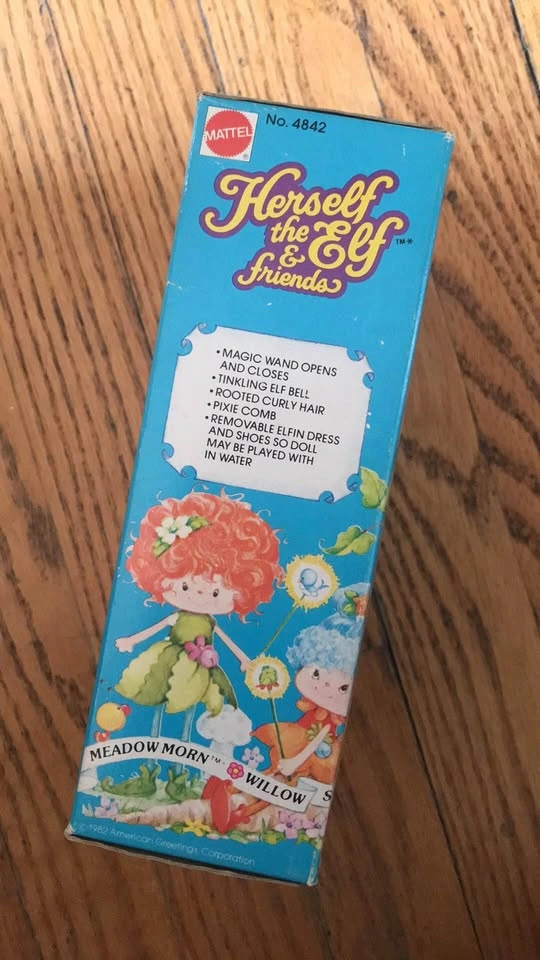 MATTEL
®
No. 4842
Herself
the Elf ™*
&
friends
• MAGIC WAND OPENS
AND CLOSES
• TINKLING ELF BELL
• ROOTED CURLY HAIR
• PIXIE COMB
• REMOVABLE ELFIN DRESS
AND SHOES SO DOLL
MAY BE PLAYED WITH
IN WATER
MEADOW MORN™ WILLOW S
© 1982 American Greetings Corporation